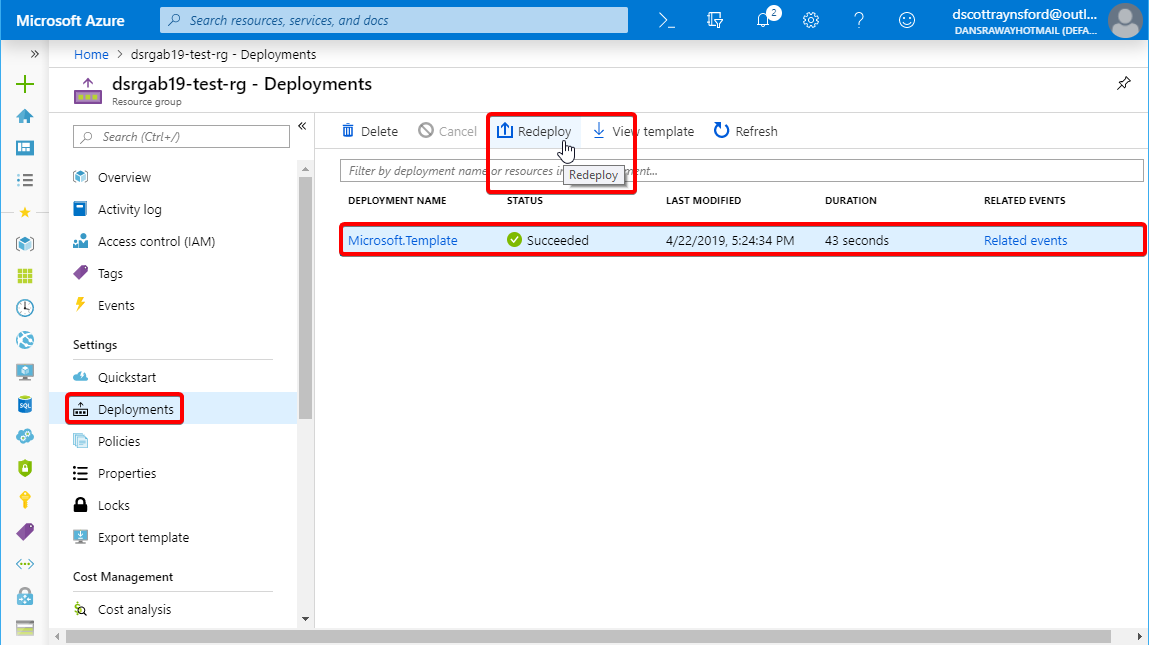 Microsoft Azure
Search resources, services, and docs
2
dscottraynsford@outl...
DANSRAWAYHOTMAIL (DEFA...
Home > dsrgab19-test-rg - Deployments
dsrgab19-test-rg - Deployments
Resource group
Search (Ctrl+/)
Overview
Activity log
Access control (IAM)
Tags
Events
Settings
Quickstart
Deployments
Policies
Properties
Locks
Export template
Cost Management
Cost analysis
SQL
Delete Cancel Redeploy View template Refresh
Filter by deployment name or resources in ment...
Redeploy
DEPLOYMENT NAME STATUS LAST MODIFIED DURATION RELATED EVENTS
Microsoft.Template Succeeded 4/22/2019, 5:24:34 PM 43 seconds Related events